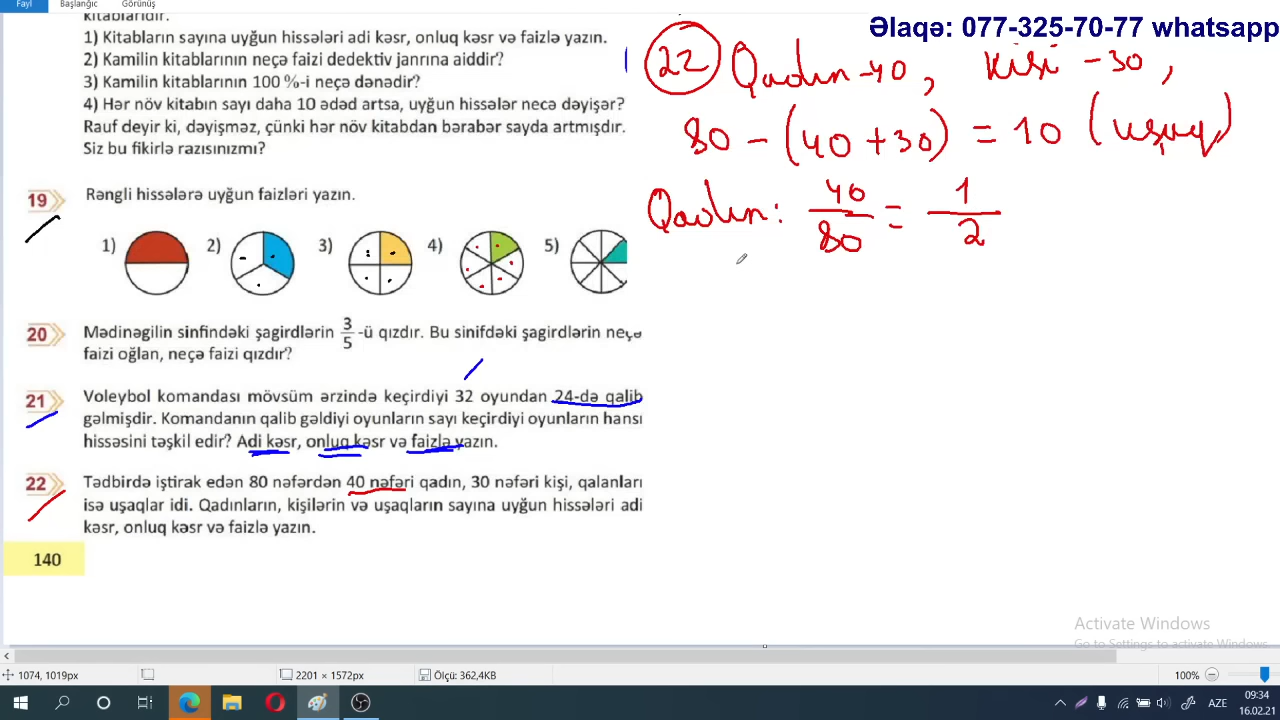 Fayl Başlanğıc Görünüş
kitablarıdır.
1) Kitabların sayına uyğun hissələri adi kəsr, onluq kəsr və faizlə yazın.
2) Kamilin kitablarının neçə faizi dedektiv janrına aiddir?
3) Kamilin kitablarının 100 %-i neçə dənədir?
4) Hər növ kitabın sayı daha 10 ədəd artsa, uyğun hissələr necə dəyişər?
Rauf deyir ki, dəyişməz, çünki hər növ kitabdan bərabər sayda artmışdır.
Siz bu fikirlə razısınızmı?
19 Rəngli hissələrə uyğun faizləri yazın.
1) 2) 3) 4) 5)
20 Mədinəgilin sinfindəki şagirdlərin 3/5 -ü qızdır. Bu sinifdəki şagirdlərin neçə
faizi oğlan, neçə faizi qızdır?
21 Voleybol komandası mövsüm ərzində keçirdiyi 32 oyundan 24-də qalib
gəlmişdir. Komandanın qalib gəldiyi oyunların sayı keçirdiyi oyunların hansı
hissəsini təşkil edir? Adi kəsr, onluq kəsr və faizlə yazın.
22 Tədbirdə iştirak edən 80 nəfərdən 40 nəfəri qadın, 30 nəfəri kişi, qalanları
isə uşaqlar idi. Qadınların, kişilərin və uşaqların sayına uyğun hissələri adi
kəsr, onluq kəsr və faizlə yazın.
140
Əlaqə: 077-325-70-77 whatsapp
22 Qadın -40, kişi -30,
80 - (40 + 30) = 10 (uşaq)
Qadın: 40/80 = 1/2
Activate Windows
Go to Settings to activate Windows.
1074, 1019px 2201 × 1572px Ölçü: 362,4KB 100%
AZE 09:34
16.02.21